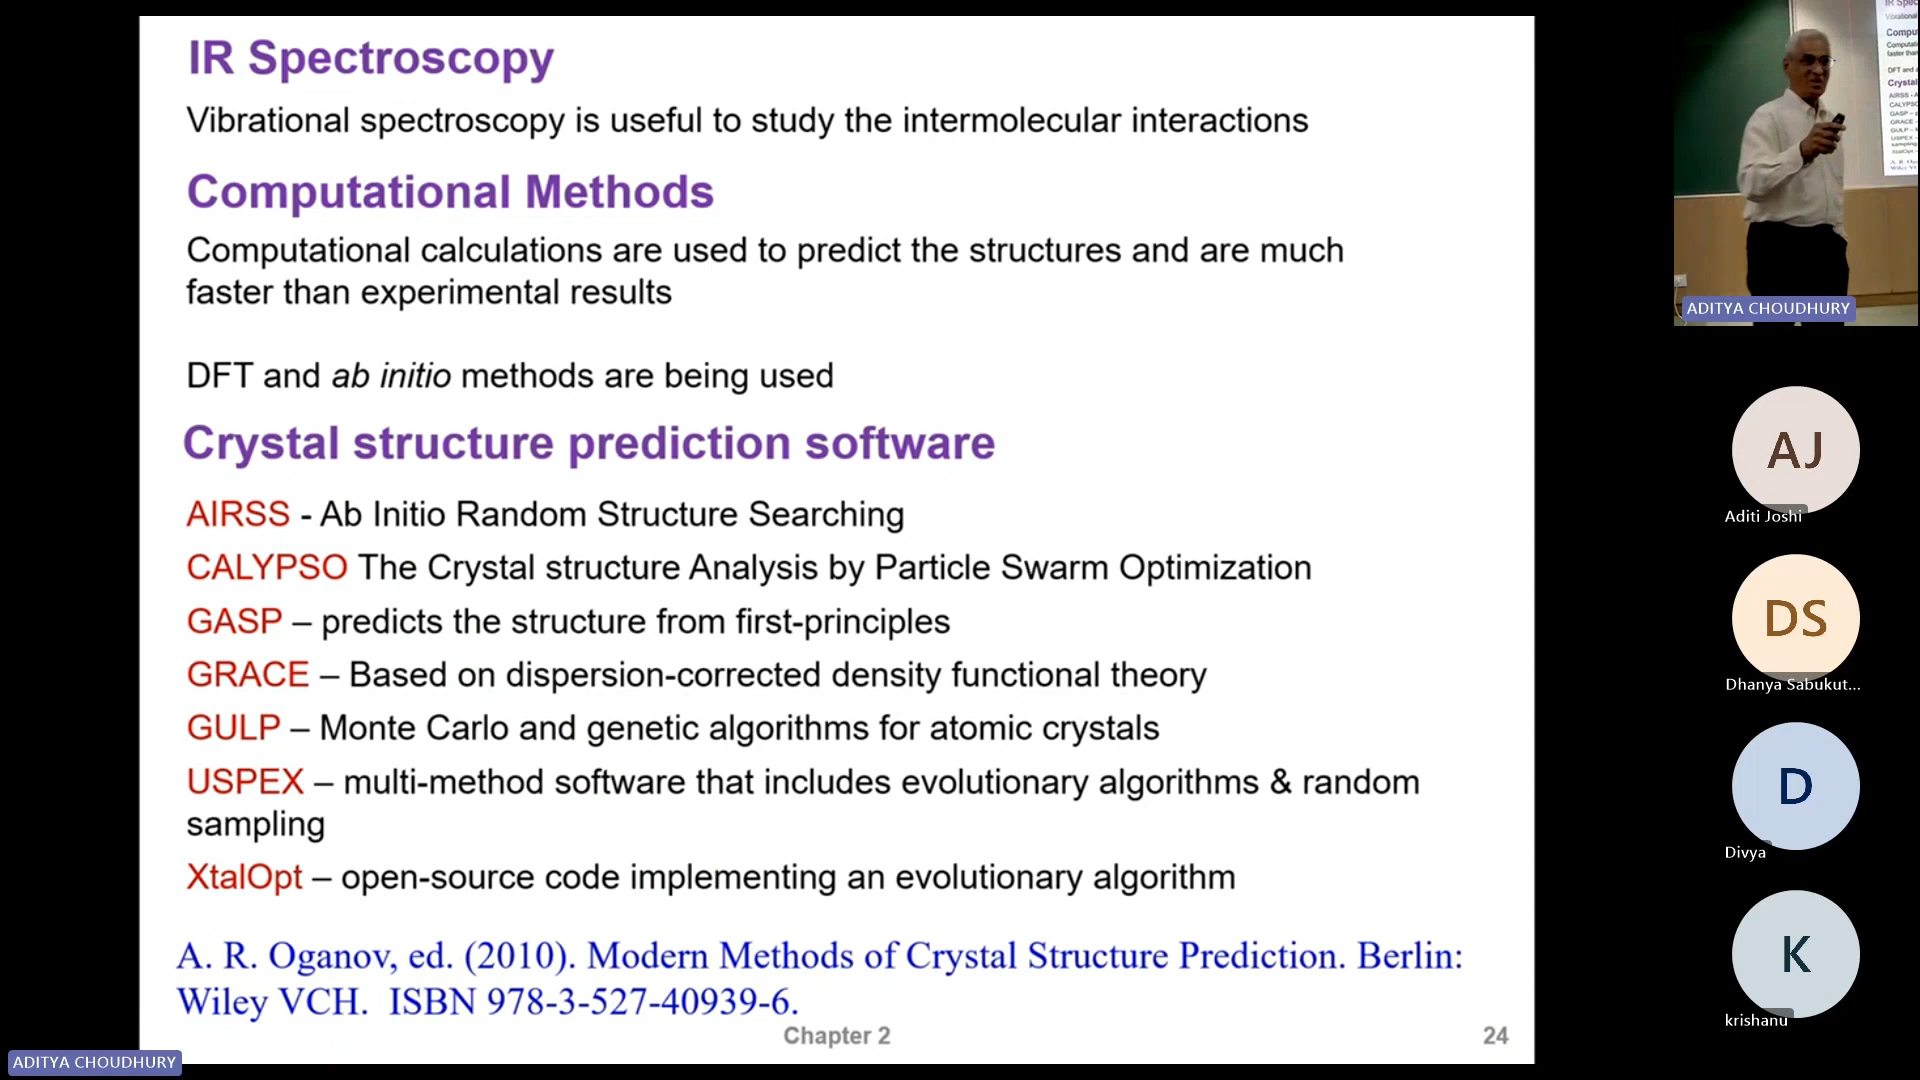 IR Spectroscopy
Vibrational spectroscopy is useful to study the intermolecular interactions
Computational Methods
Computational calculations are used to predict the structures and are much
faster than experimental results
DFT and ab initio methods are being used
Crystal structure prediction software
AIRSS - Ab Initio Random Structure Searching
CALYPSO The Crystal structure Analysis by Particle Swarm Optimization
GASP – predicts the structure from first-principles
GRACE – Based on dispersion-corrected density functional theory
GULP – Monte Carlo and genetic algorithms for atomic crystals
USPEX – multi-method software that includes evolutionary algorithms & random
sampling
XtalOpt – open-source code implementing an evolutionary algorithm
A. R. Oganov, ed. (2010). Modern Methods of Crystal Structure Prediction. Berlin:
Wiley VCH. ISBN 978-3-527-40939-6.
Chapter 2
24
ADITYA CHOUDHURY
ADITYA CHOUDHURY
AJ
Aditi Joshi
DS
Dhanya Sabukut...
D
Divya
K
krishanu